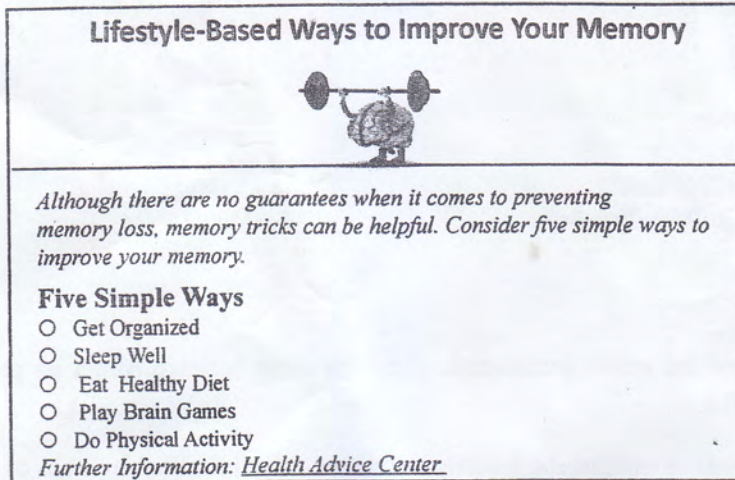 Lifestyle-Based Ways to Improve Your Memory
Although there are no guarantees when it comes to preventing
memory loss, memory tricks can be helpful. Consider five simple ways to
improve your memory.
Five Simple Ways
O Get Organized
O Sleep Well
O Eat Healthy Diet
O Play Brain Games
O Do Physical Activity
Further Information: Health Advice Center